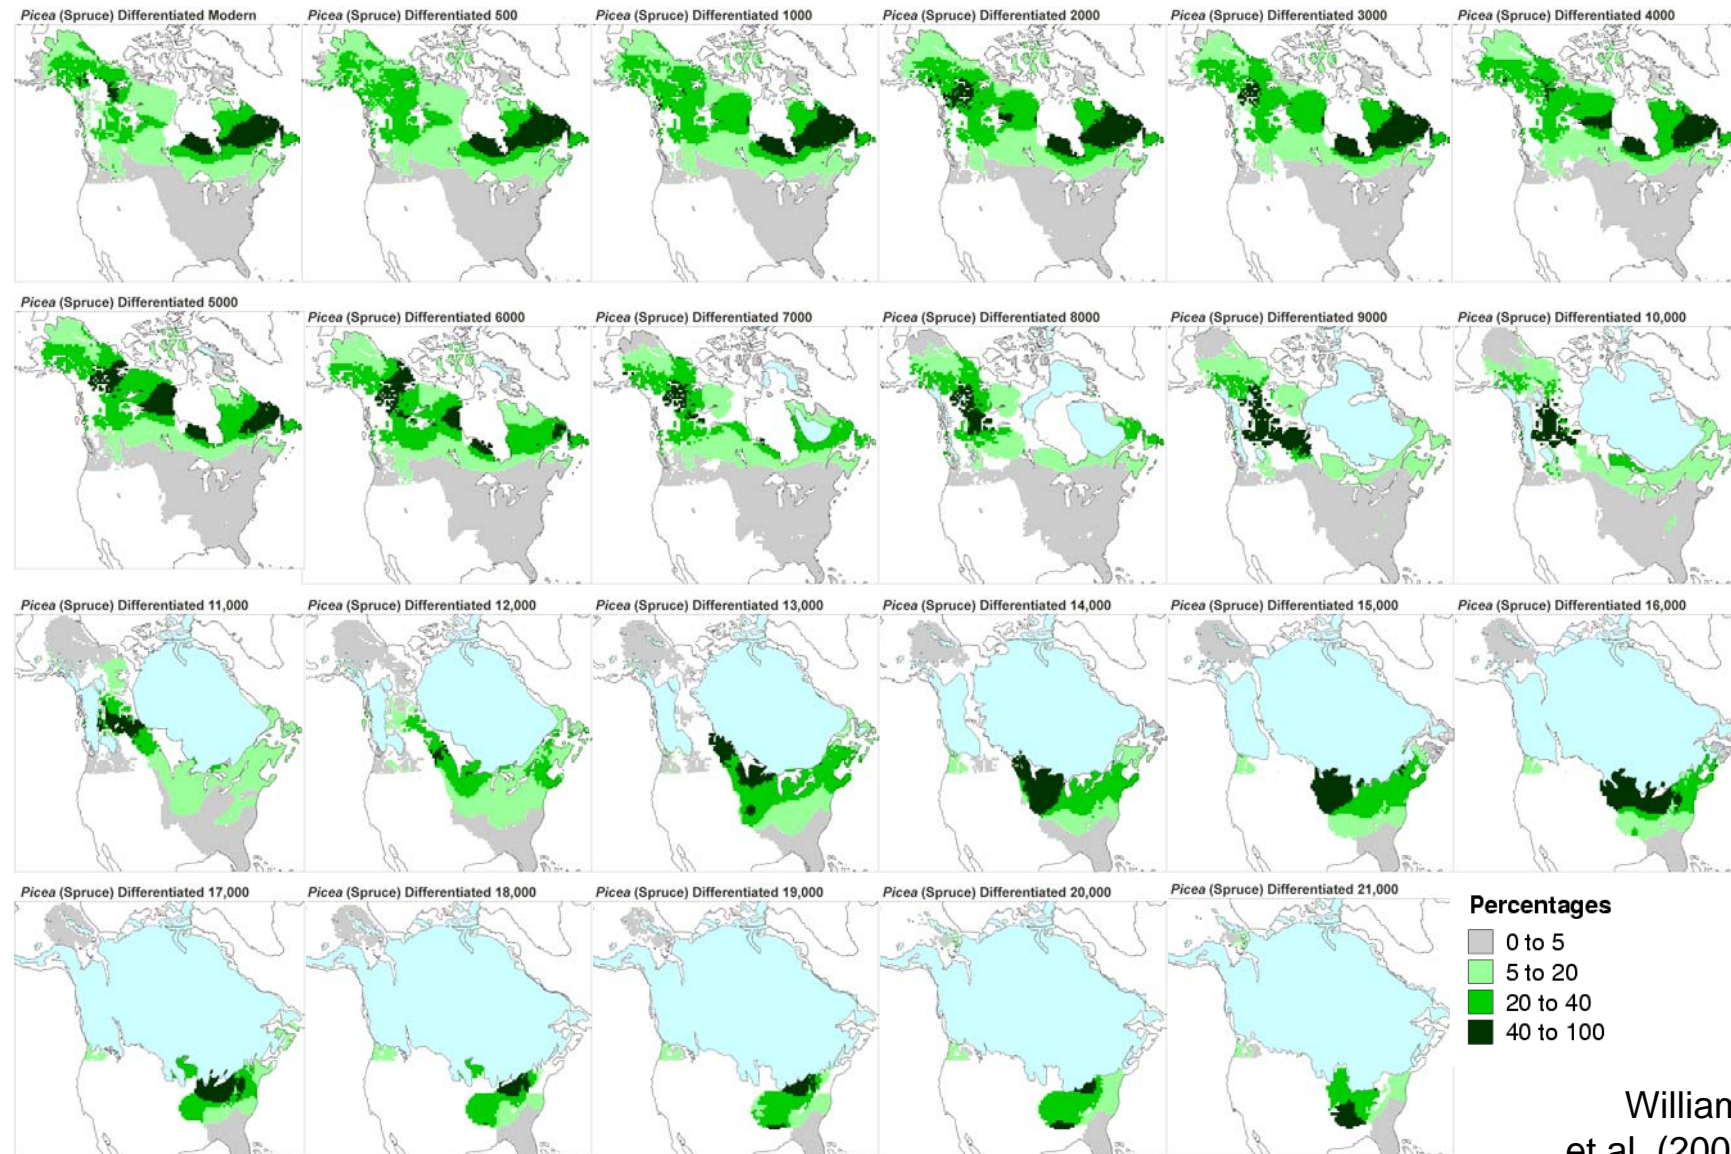 Picea (Spruce) Differentiated Modern
Picea (Spruce) Differentiated 500
Picea (Spruce) Differentiated 1000
Picea (Spruce) Differentiated 2000
Picea (Spruce) Differentiated 3000
Picea (Spruce) Differentiated 4000
Picea (Spruce) Differentiated 5000
Picea (Spruce) Differentiated 6000
Picea (Spruce) Differentiated 7000
Picea (Spruce) Differentiated 8000
Picea (Spruce) Differentiated 9000
Picea (Spruce) Differentiated 10,000
Picea (Spruce) Differentiated 11,000
Picea (Spruce) Differentiated 12,000
Picea (Spruce) Differentiated 13,000
Picea (Spruce) Differentiated 14,000
Picea (Spruce) Differentiated 15,000
Picea (Spruce) Differentiated 16,000
Picea (Spruce) Differentiated 17,000
Picea (Spruce) Differentiated 18,000
Picea (Spruce) Differentiated 19,000
Picea (Spruce) Differentiated 20,000
Picea (Spruce) Differentiated 21,000
Percentages
0 to 5
5 to 20
20 to 40
40 to 100
William
et al. (200